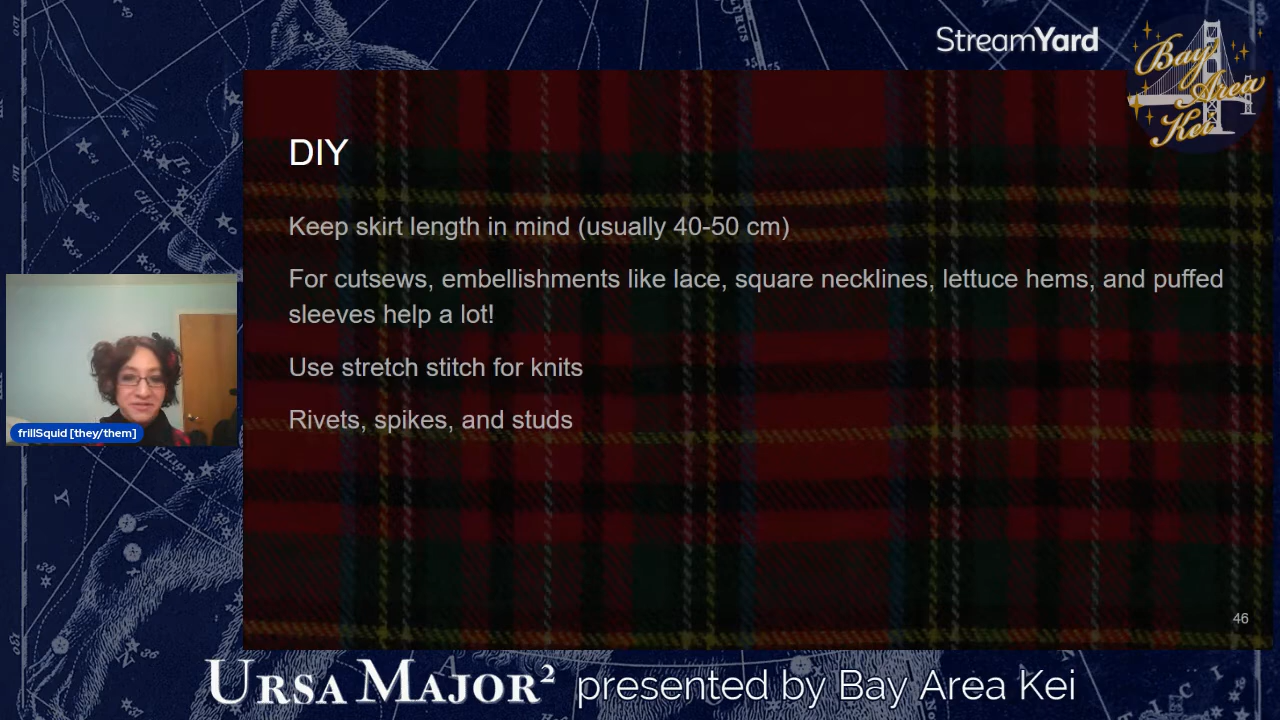 StreamYard
Bay
Area
Kei
DIY
Keep skirt length in mind (usually 40-50 cm)
For cutsews, embellishments like lace, square necklines, lettuce hems, and puffed
sleeves help a lot!
Use stretch stitch for knits
Rivets, spikes, and studs
frillSquid [they/them]
46
URSA MAJOR² presented by Bay Area Kei